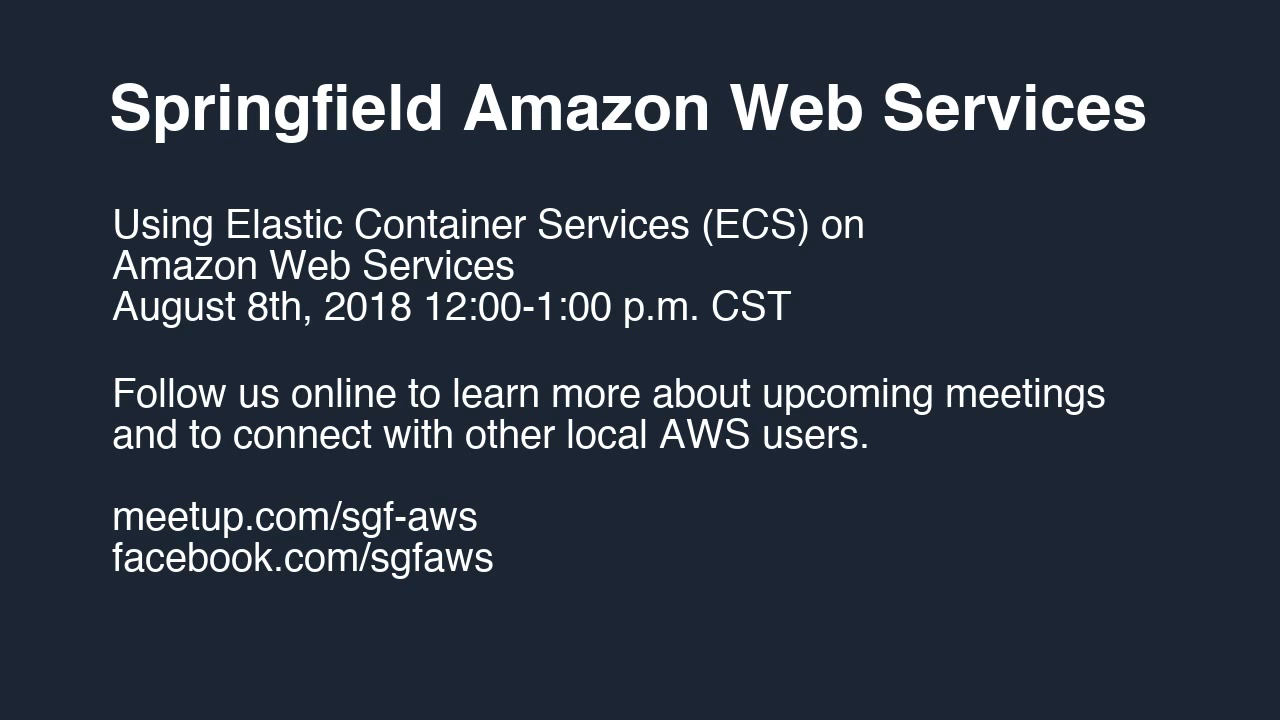 Springfield Amazon Web Services
Using Elastic Container Services (ECS) on
Amazon Web Services
August 8th, 2018 12:00-1:00 p.m. CST
Follow us online to learn more about upcoming meetings
and to connect with other local AWS users.
meetup.com/sgf-aws
facebook.com/sgfaws